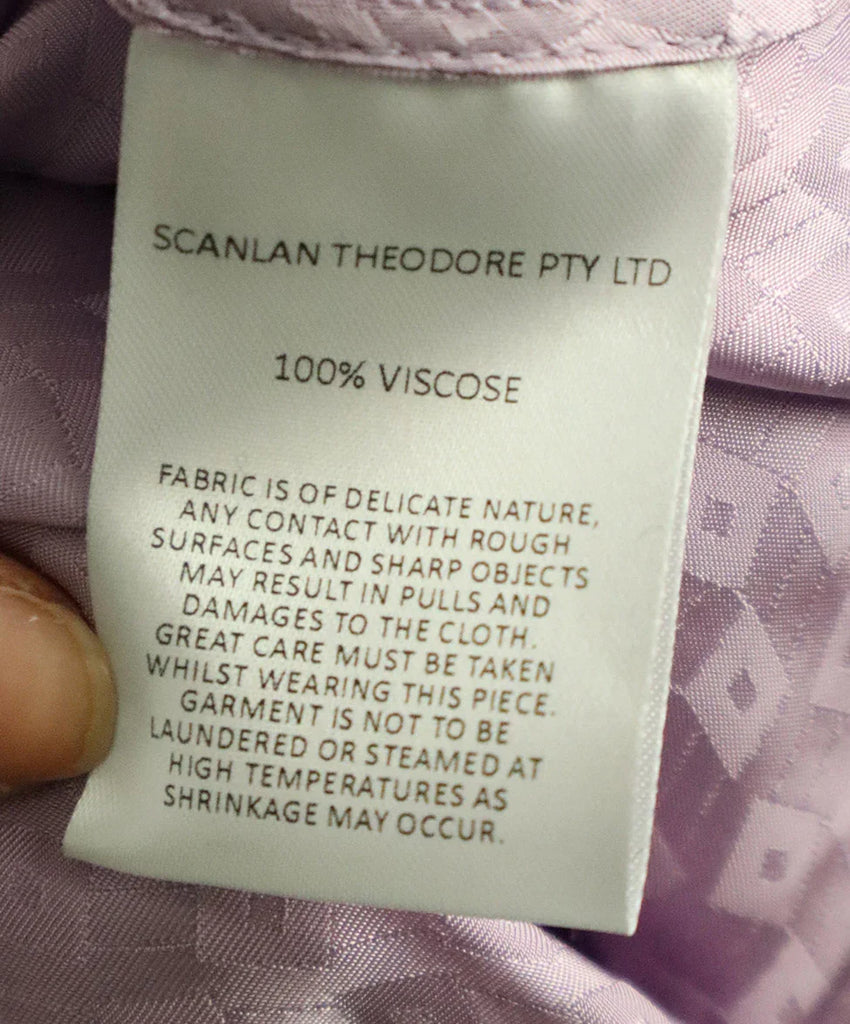 SCANLAN THEODORE PTY LTD
100% VISCOSE
FABRIC IS OF DELICATE NATURE,
ANY CONTACT WITH ROUGH
SURFACES AND SHARP OBJECTS
MAY RESULT IN PULLS AND
DAMAGES TO THE CLOTH.
GREAT CARE MUST BE TAKEN
WHILST WEARING THIS PIECE.
GARMENT IS NOT TO BE
LAUNDERED OR STEAMED AT
HIGH TEMPERATURES AS
SHRINKAGE MAY OCCUR.